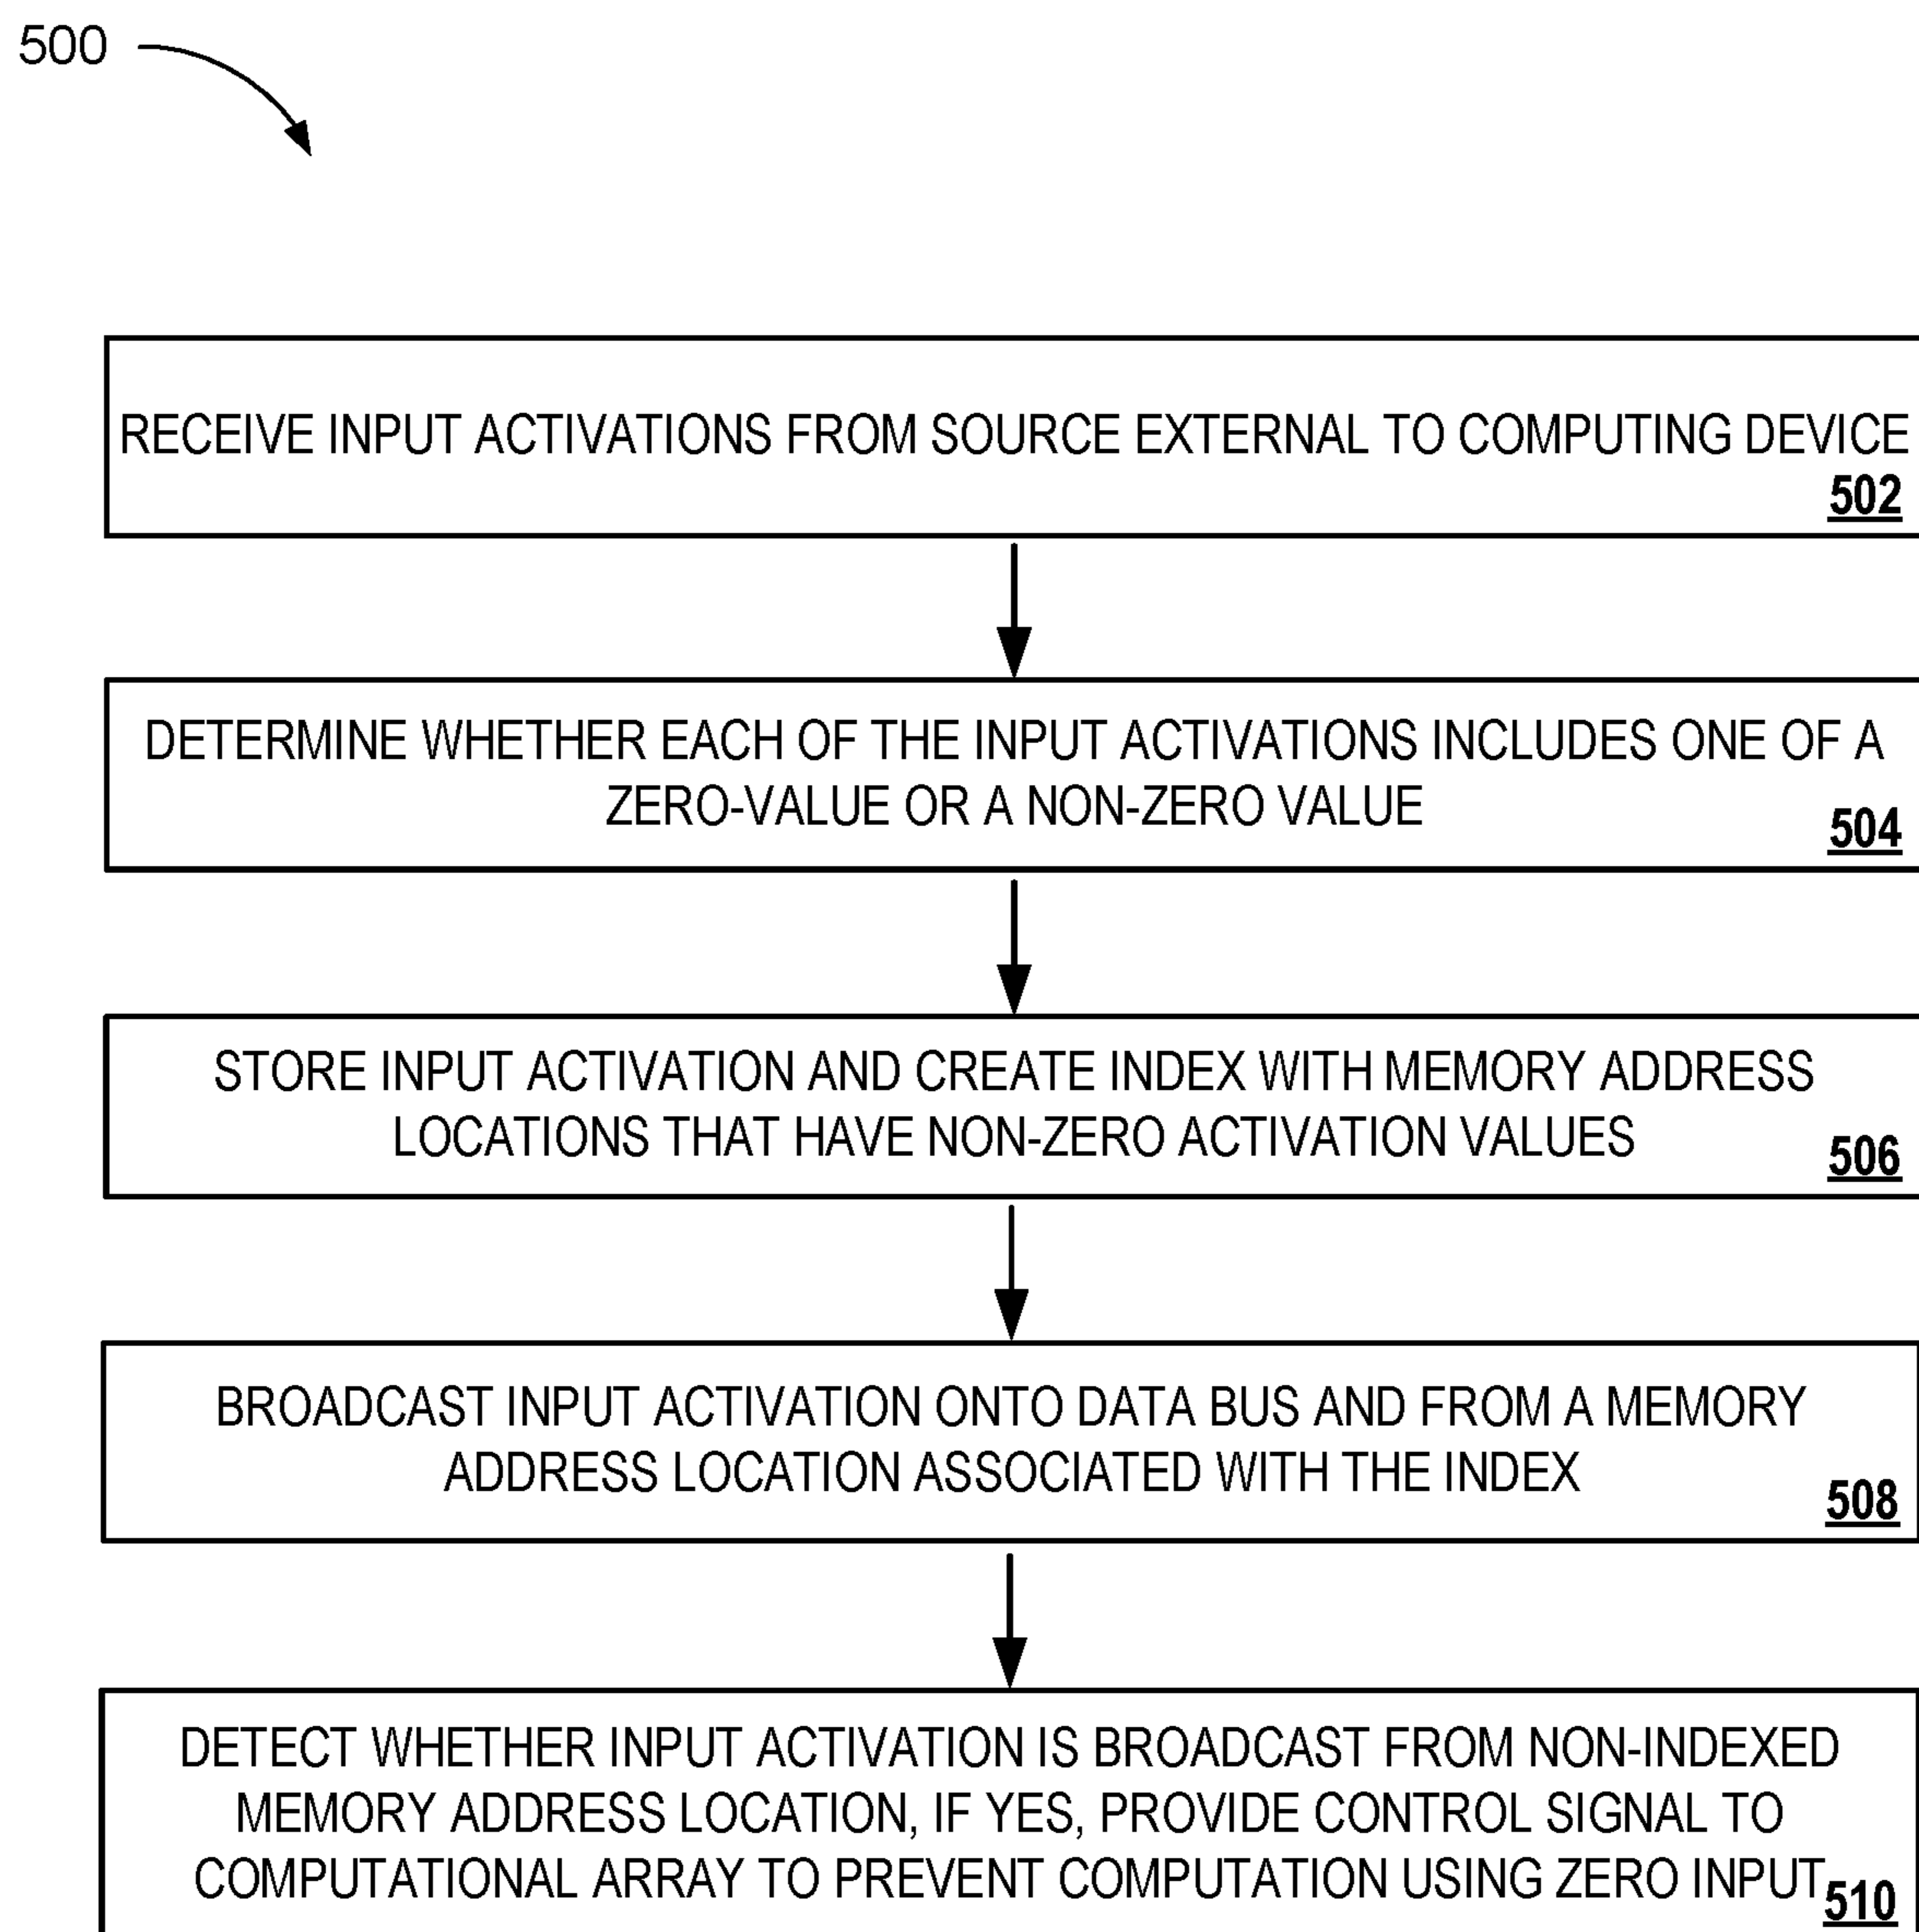 500
RECEIVE INPUT ACTIVATIONS FROM SOURCE EXTERNAL TO COMPUTING DEVICE
502
DETERMINE WHETHER EACH OF THE INPUT ACTIVATIONS INCLUDES ONE OF A
ZERO-VALUE OR A NON-ZERO VALUE
504
STORE INPUT ACTIVATION AND CREATE INDEX WITH MEMORY ADDRESS
LOCATIONS THAT HAVE NON-ZERO ACTIVATION VALUES
506
BROADCAST INPUT ACTIVATION ONTO DATA BUS AND FROM A MEMORY
ADDRESS LOCATION ASSOCIATED WITH THE INDEX
508
DETECT WHETHER INPUT ACTIVATION IS BROADCAST FROM NON-INDEXED
MEMORY ADDRESS LOCATION, IF YES, PROVIDE CONTROL SIGNAL TO
COMPUTATIONAL ARRAY TO PREVENT COMPUTATION USING ZERO INPUT
510